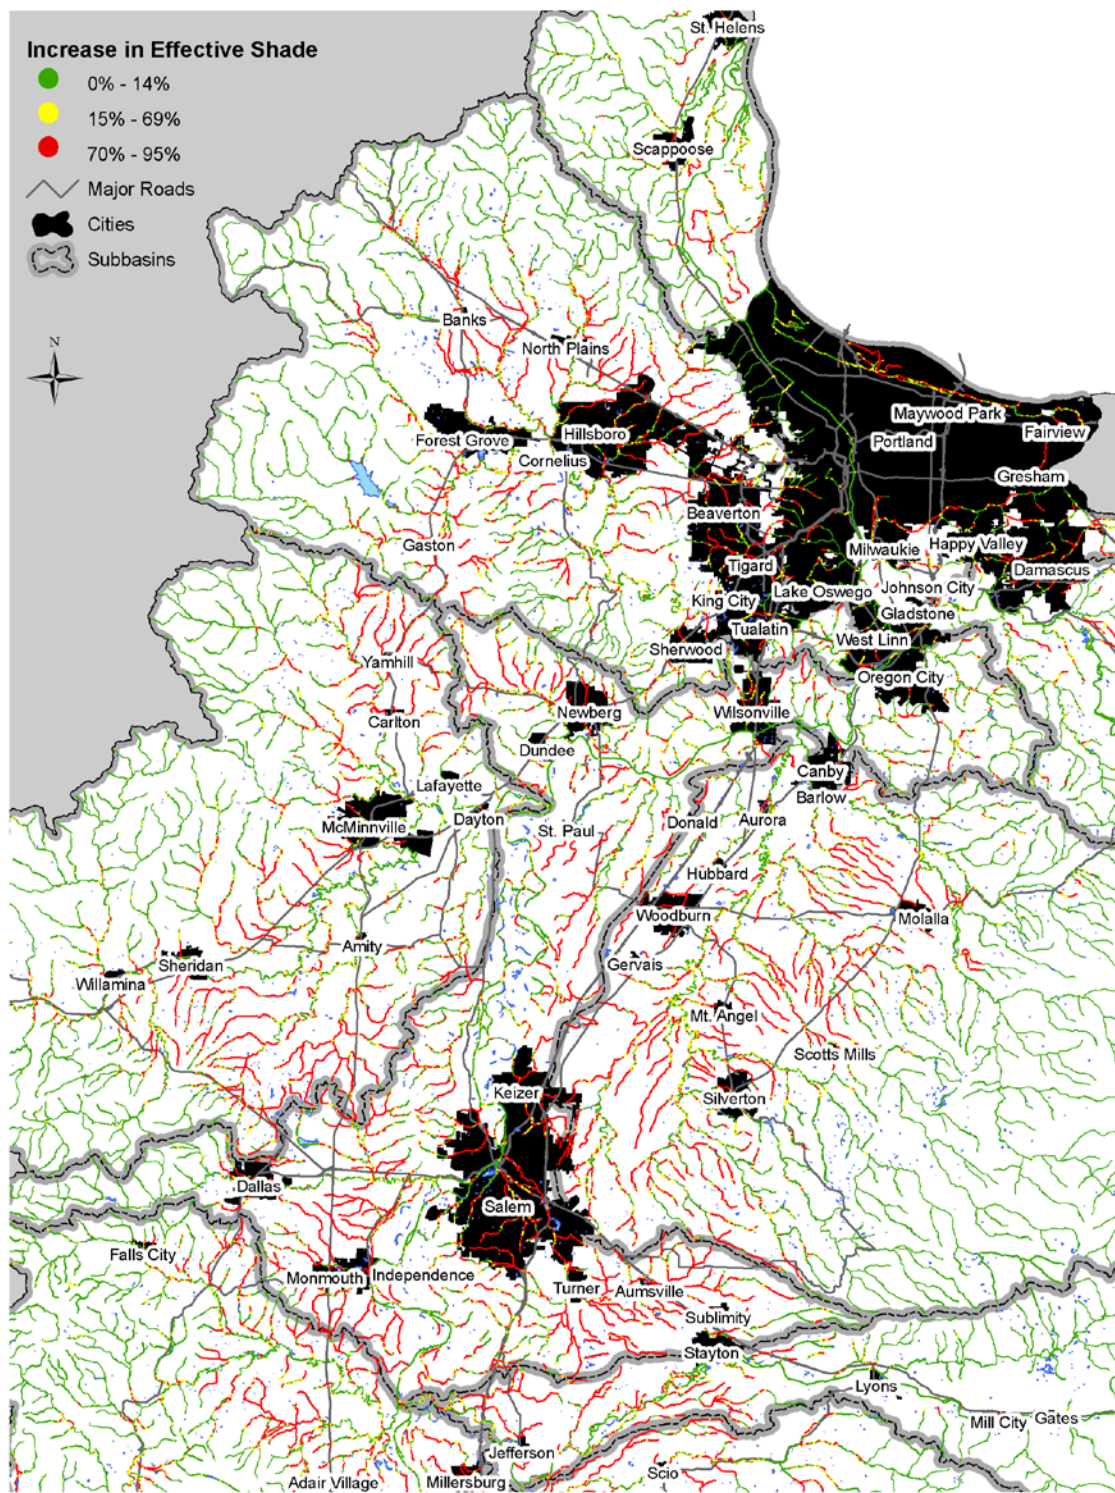 Increase in Effective Shade
0% - 14%
15% - 69%
70% - 95%
Major Roads
Cities
Subbasins
N
St. Helens
Scappoose
Banks
North Plains
Maywood Park
Portland
Fairview
Forest Grove
Hillsboro
Cornelius
Gresham
Beaverton
Gaston
Milwaukie
Happy Valley
Tigard
Damascus
Lake Oswego
Johnson City
King City
Gladstone
Tualatin
West Linn
Sherwood
Yamhill
Oregon City
Carlton
Newberg
Wilsonville
Dundee
Canby
Lafayette
Barlow
McMinnville
Dayton
St. Paul
Donald
Aurora
Hubbard
Woodburn
Molalla
Amity
Sheridan
Gervais
Willamina
Mt. Angel
Scotts Mills
Keizer
Silverton
Dallas
Salem
Falls City
Monmouth
Independence
Turner
Aumsville
Sublimity
Stayton
Lyons
Mill City
Gates
Jefferson
Scio
Adair Village
Millersburg